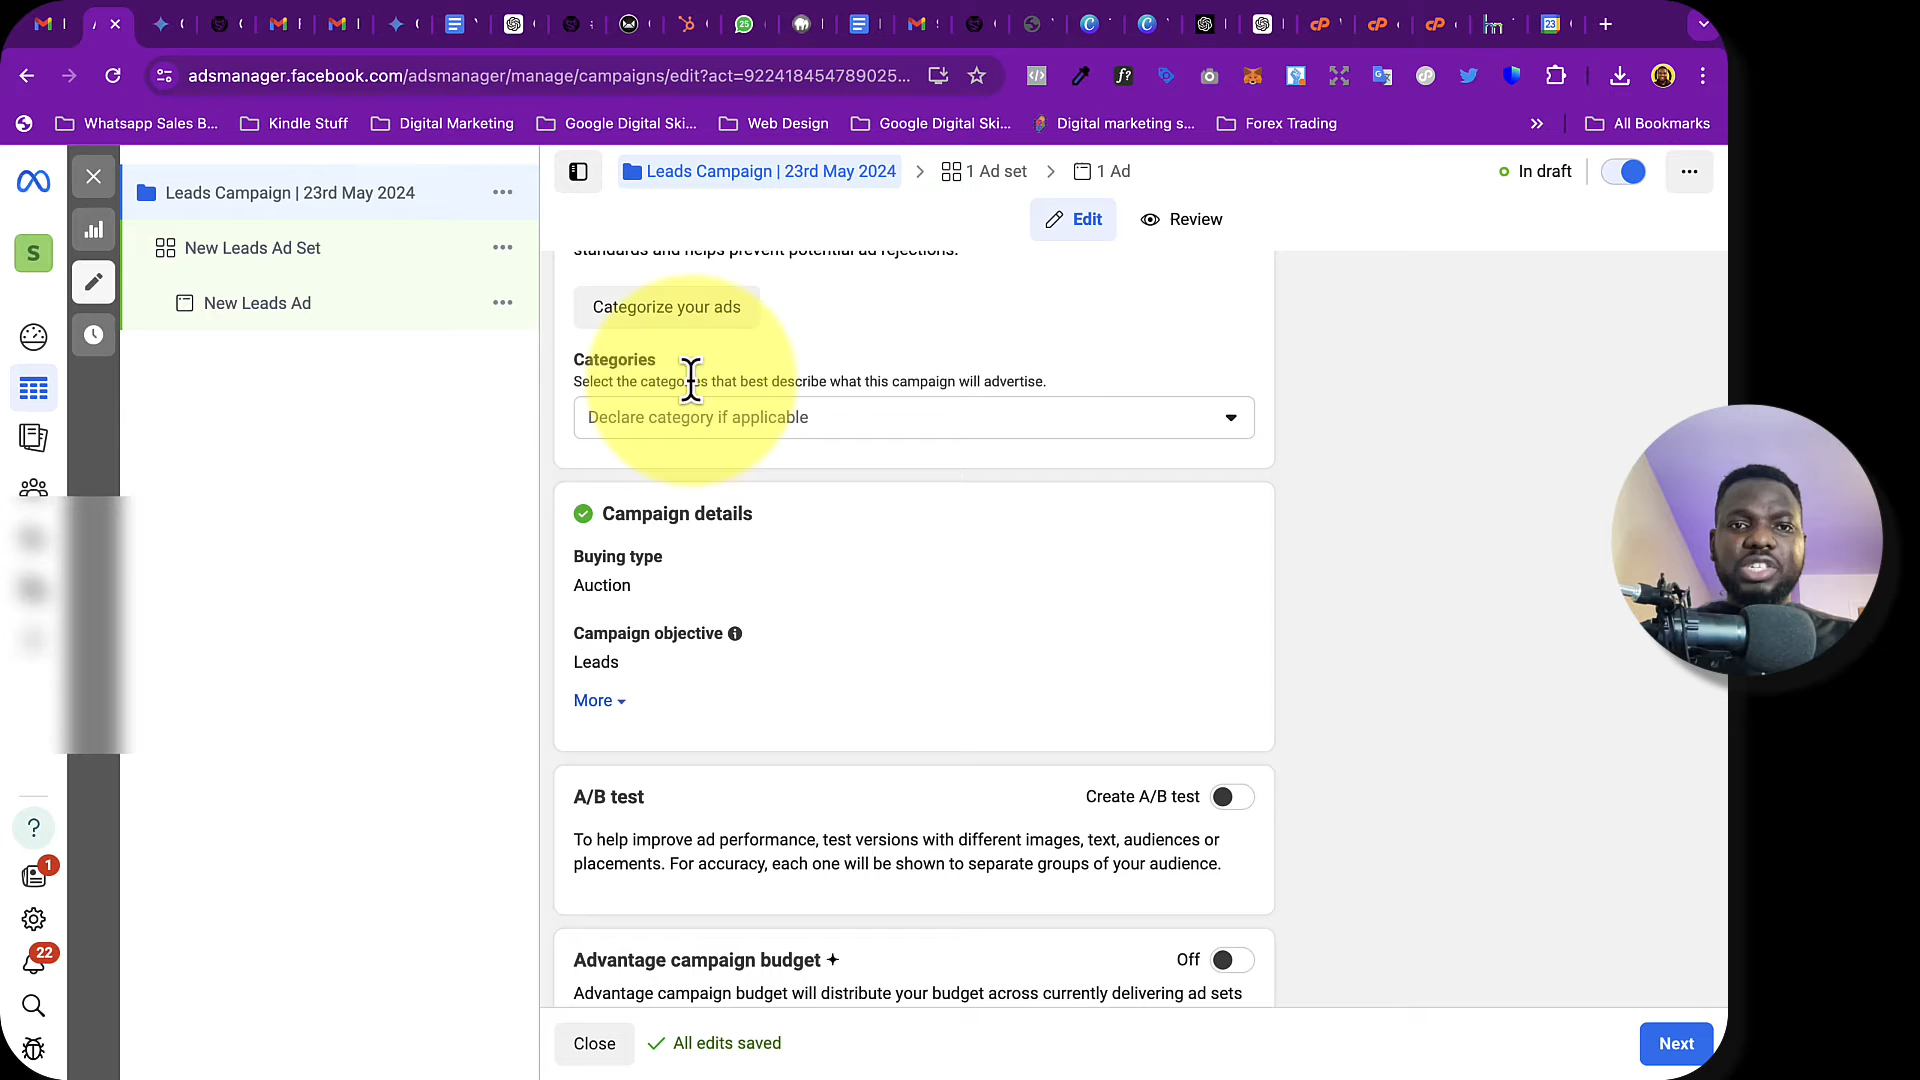 adsmanager.facebook.com/adsmanager/manage/campaigns/edit?act=922418454789025...
Whatsapp Sales B...
Kindle Stuff
Digital Marketing
Google Digital Ski...
Web Design
Google Digital Ski...
Digital marketing s...
Forex Trading
»
All Bookmarks
S
Leads Campaign | 23rd May 2024
New Leads Ad Set
New Leads Ad
Leads Campaign | 23rd May 2024
1 Ad set
1 Ad
In draft
Edit
Review
standards and helps prevent potential ad rejections.
Categorize your ads
Categories
Select the categories that best describe what this campaign will advertise.
Declare category if applicable
Campaign details
Buying type
Auction
Campaign objective
Leads
More
A/B test
Create A/B test
To help improve ad performance, test versions with different images, text, audiences or
placements. For accuracy, each one will be shown to separate groups of your audience.
Advantage campaign budget
Off
Advantage campaign budget will distribute your budget across currently delivering ad sets
1
22
Close
All edits saved
Next